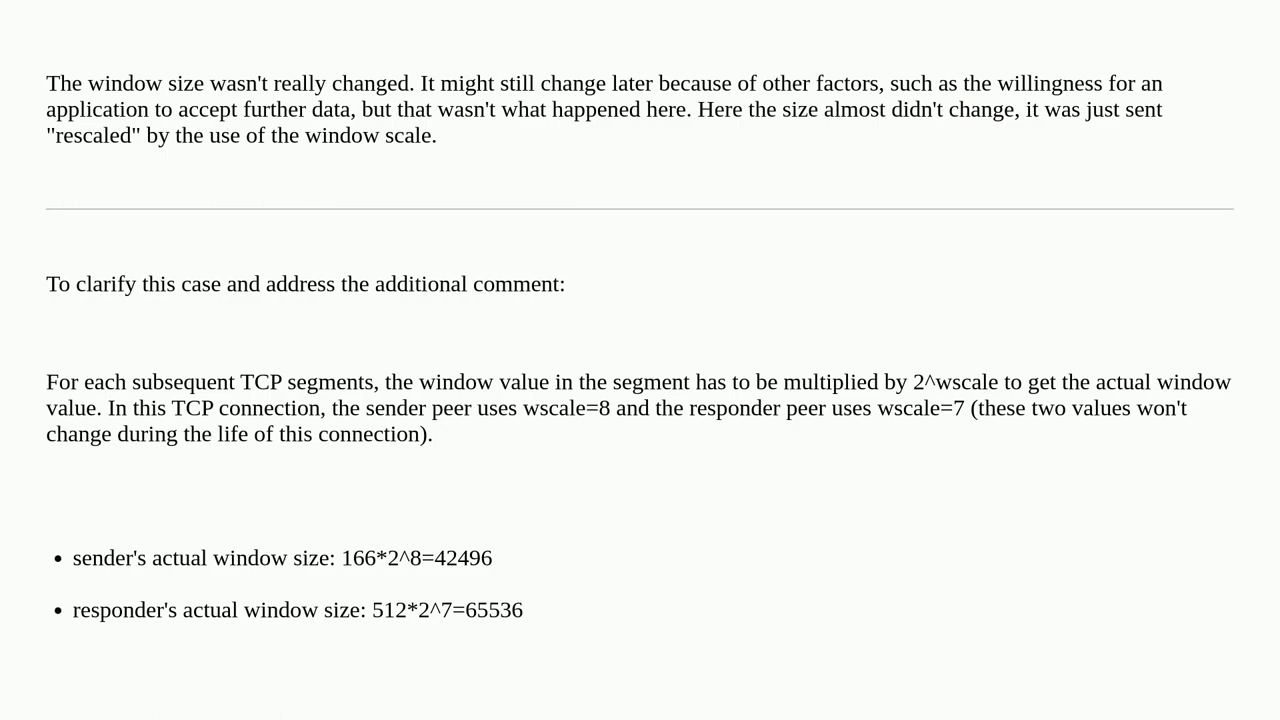 The window size wasn't really changed. It might still change later because of other factors, such as the willingness for an
application to accept further data, but that wasn't what happened here. Here the size almost didn't change, it was just sent
"rescaled" by the use of the window scale.
To clarify this case and address the additional comment:
For each subsequent TCP segments, the window value in the segment has to be multiplied by 2^wscale to get the actual window
value. In this TCP connection, the sender peer uses wscale=8 and the responder peer uses wscale=7 (these two values won't
change during the life of this connection).
• sender's actual window size: 166*2^8=42496
• responder's actual window size: 512*2^7=65536